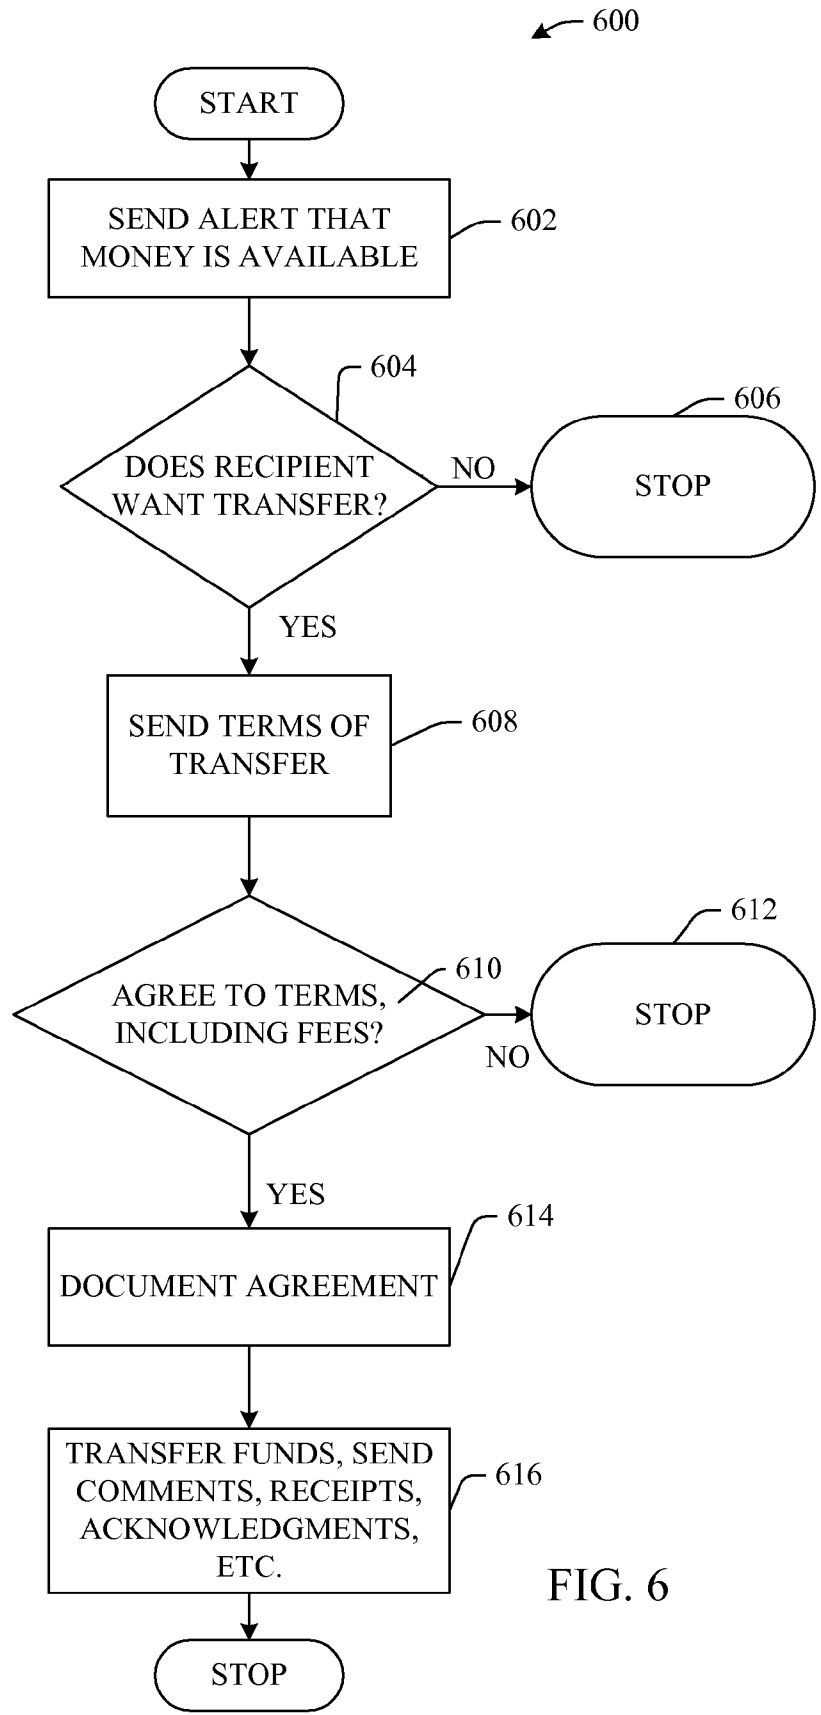 600
START
SEND ALERT THAT
MONEY IS AVAILABLE
602
604
DOES RECIPIENT
WANT TRANSFER?
NO
606
STOP
YES
SEND TERMS OF
TRANSFER
608
610
AGREE TO TERMS,
INCLUDING FEES?
NO
612
STOP
YES
614
DOCUMENT AGREEMENT
TRANSFER FUNDS, SEND
COMMENTS, RECEIPTS,
ACKNOWLEDGMENTS,
ETC.
616
FIG. 6
STOP